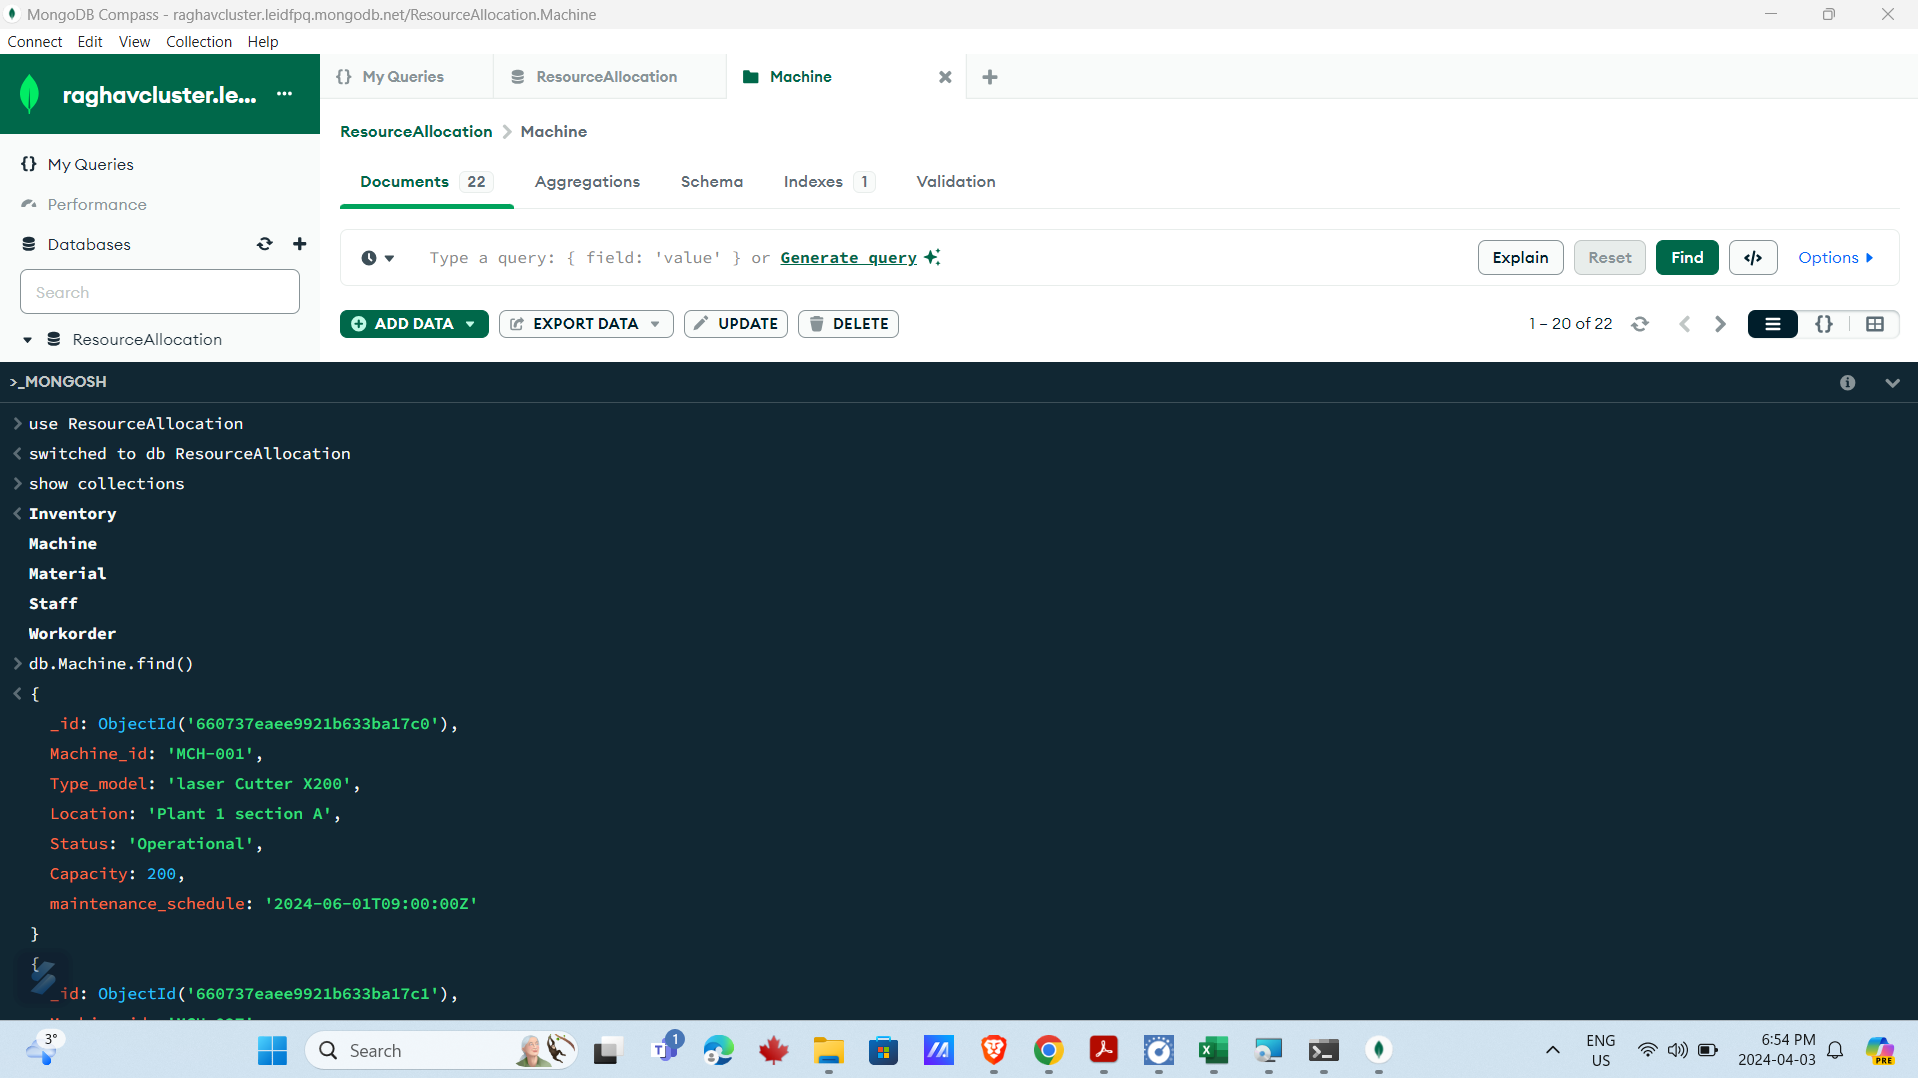 MongoDB Compass - raghavcluster.leidfpq.mongodb.net/ResourceAllocation.Machine
Connect Edit View Collection Help
raghavcluster.le... ...
{} My Queries ResourceAllocation Machine
ResourceAllocation > Machine
{} My Queries
Performance
Databases
Search
ResourceAllocation
Documents 22 Aggregations Schema Indexes 1 Validation
Type a query: { field: 'value' } or Generate query Explain Reset Find </> Options
ADD DATA EXPORT DATA UPDATE DELETE 1 – 20 of 22 {}
>_MONGOSH
> use ResourceAllocation
< switched to db ResourceAllocation
> show collections
< Inventory
Machine
Material
Staff
Workorder
> db.Machine.find()
< {
_id: ObjectId('660737eaee9921b633ba17c0'),
Machine_id: 'MCH-001',
Type_model: 'laser Cutter X200',
Location: 'Plant 1 section A',
Status: 'Operational',
Capacity: 200,
maintenance_schedule: '2024-06-01T09:00:00Z'
}
{
_id: ObjectId('660737eaee9921b633ba17c1'),
3° Search 1 ENG 6:54 PM
US 2024-04-03 PRE